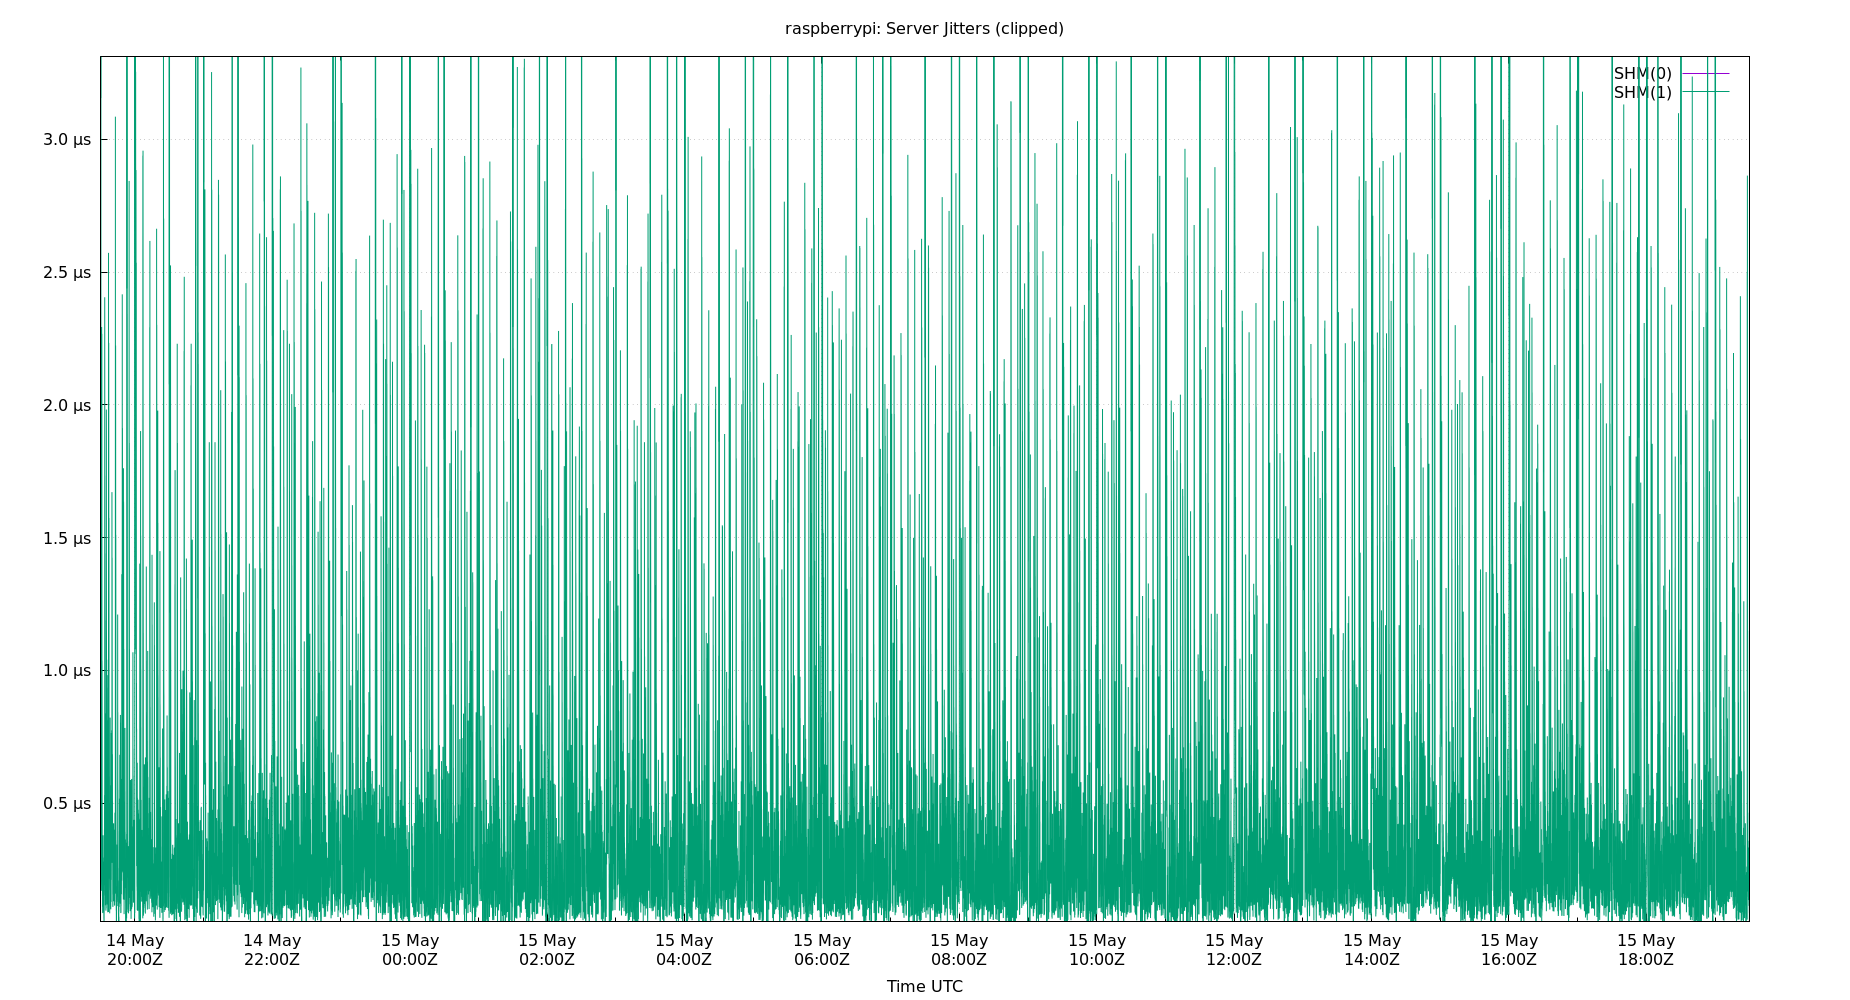 raspberrypi: Server Jitters (clipped)
SHM(0)
SHM(1)
3.0 µs
2.5 µs
2.0 µs
1.5 µs
1.0 µs
0.5 µs
14 May 14 May 15 May 15 May 15 May 15 May 15 May 15 May 15 May 15 May 15 May 15 May
20:00Z 22:00Z 00:00Z 02:00Z 04:00Z 06:00Z 08:00Z 10:00Z 12:00Z 14:00Z 16:00Z 18:00Z
Time UTC